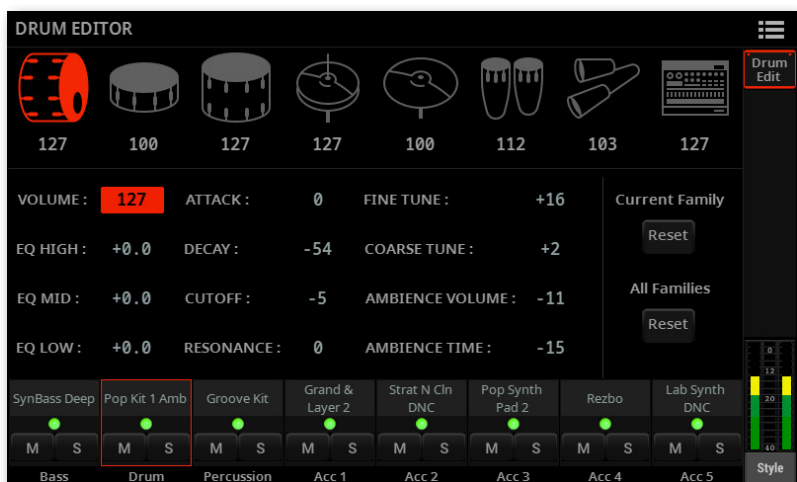 DRUM EDITOR
Drum
Edit
127 100 127 127 100 112 103 127
VOLUME : 127 ATTACK : 0 FINE TUNE : +16 Current Family
Reset
EQ HIGH : +0.0 DECAY : -54 COARSE TUNE : +2
All Families
EQ MID : +0.0 CUTOFF : -5 AMBIENCE VOLUME : -11
Reset
EQ LOW : +0.0 RESONANCE : 0 AMBIENCE TIME : -15
0
12
20
40
SynBass Deep Pop Kit 1 Amb Groove Kit Grand & Layer 2 Strat N Cln DNC Pop Synth Pad 2 Rezbo Lab Synth DNC
M S M S M S M S M S M S M S M S
Bass Drum Percussion Acc 1 Acc 2 Acc 3 Acc 4 Acc 5
Style